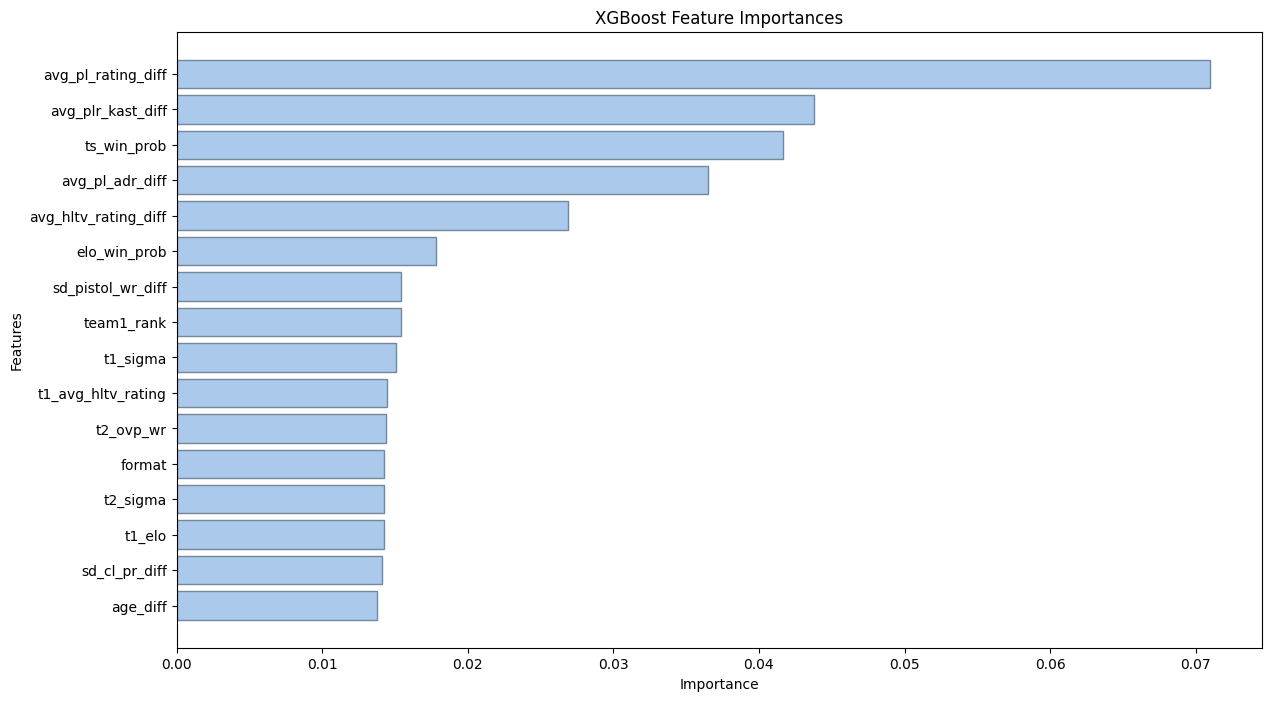 XGBoost Feature Importances
avg_pl_rating_diff
avg_plr_kast_diff
ts_win_prob
avg_pl_adr_diff
avg_hltv_rating_diff
elo_win_prob
sd_pistol_wr_diff
team1_rank
t1_sigma
t1_avg_hltv_rating
t2_ovp_wr
format
t2_sigma
t1_elo
sd_cl_pr_diff
age_diff
Features
0.00 0.01 0.02 0.03 0.04 0.05 0.06 0.07
Importance